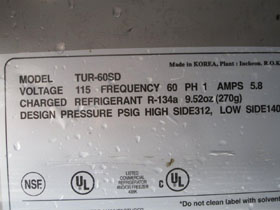 Made in KOREA, Plant : Incheon, R.O.K
MODEL TUR-60SD
VOLTAGE 115 FREQUENCY 60 PH 1 AMPS 5.8
CHARGED REFRIGERANT R-134a 9.52oz (270g)
DESIGN PRESSURE PSIG HIGH SIDE312, LOW SIDE140
NSF
UL
COMMERCIAL
REFRIGERATOR
AND/OR FREEZER
C UL
*Do not clean label with solvent